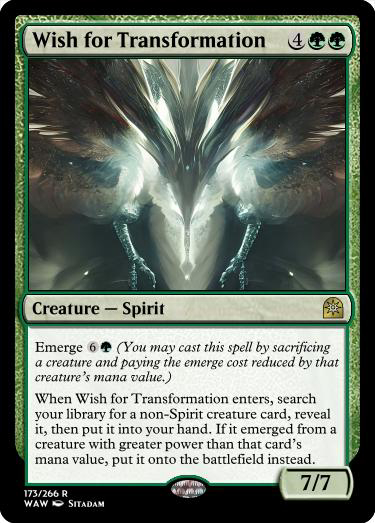 Wish for Transformation 4
Creature — Spirit
Emerge 6 (You may cast this spell by sacrificing
a creature and paying the emerge cost reduced by that
creature's mana value.)
When Wish for Transformation enters, search
your library for a non-Spirit creature card, reveal
it, then put it into your hand. If it emerged from a
creature with greater power than that card's
mana value, put it onto the battlefield instead.
7/7
173/266 R
WAW SITADAM